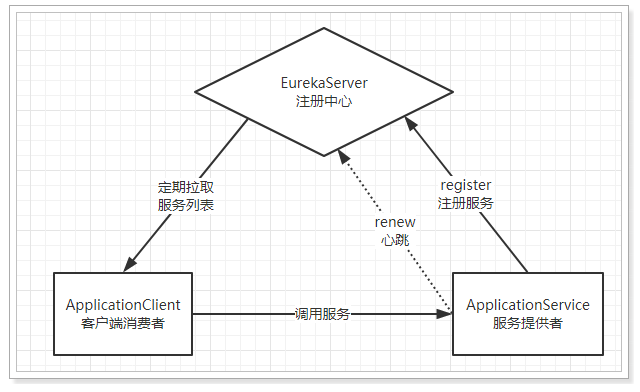 EurekaServer
注册中心
定期拉取
服务列表
register
注册服务
renew
心跳
ApplicationClient
客户端消费者
调用服务
ApplicationService
服务提供者